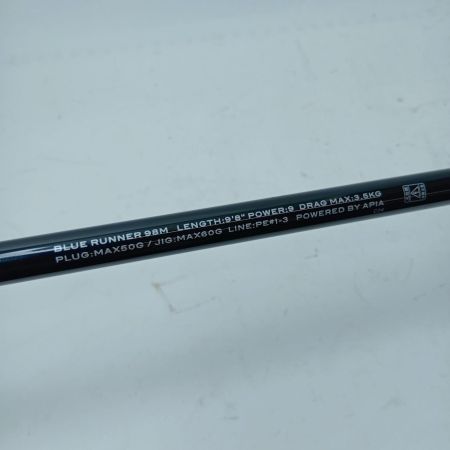 BLUE RUNNER 98M LENGTH:9'8" POWER:9 DRAG MAX:3.5KG
PLUG:MAX50G / JIG:MAX60G LINE:PE#1-3 POWERED BY APIA